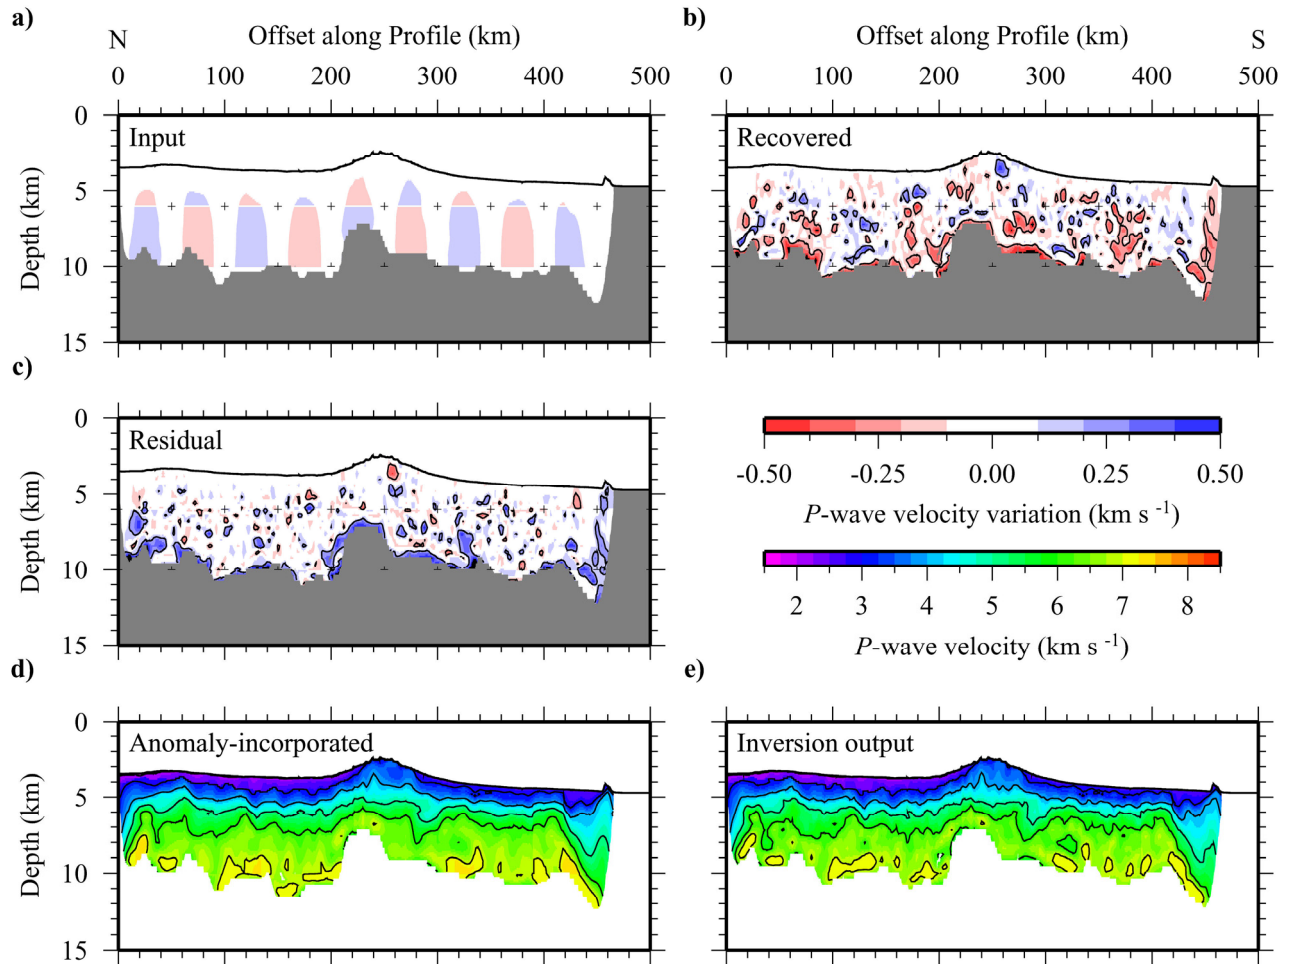 a)
b)
N Offset along Profile (km)
Offset along Profile (km) S
0 100 200 300 400 500
0 100 200 300 400 500
0
5
10
15
Depth (km)
Input
Recovered
c)
0
5
10
15
Depth (km)
Residual
-0.50 -0.25 0.00 0.25 0.50
P-wave velocity variation (km s -1)
2 3 4 5 6 7 8
P-wave velocity (km s -1)
d)
e)
0
5
10
15
Depth (km)
Anomaly-incorporated
Inversion output